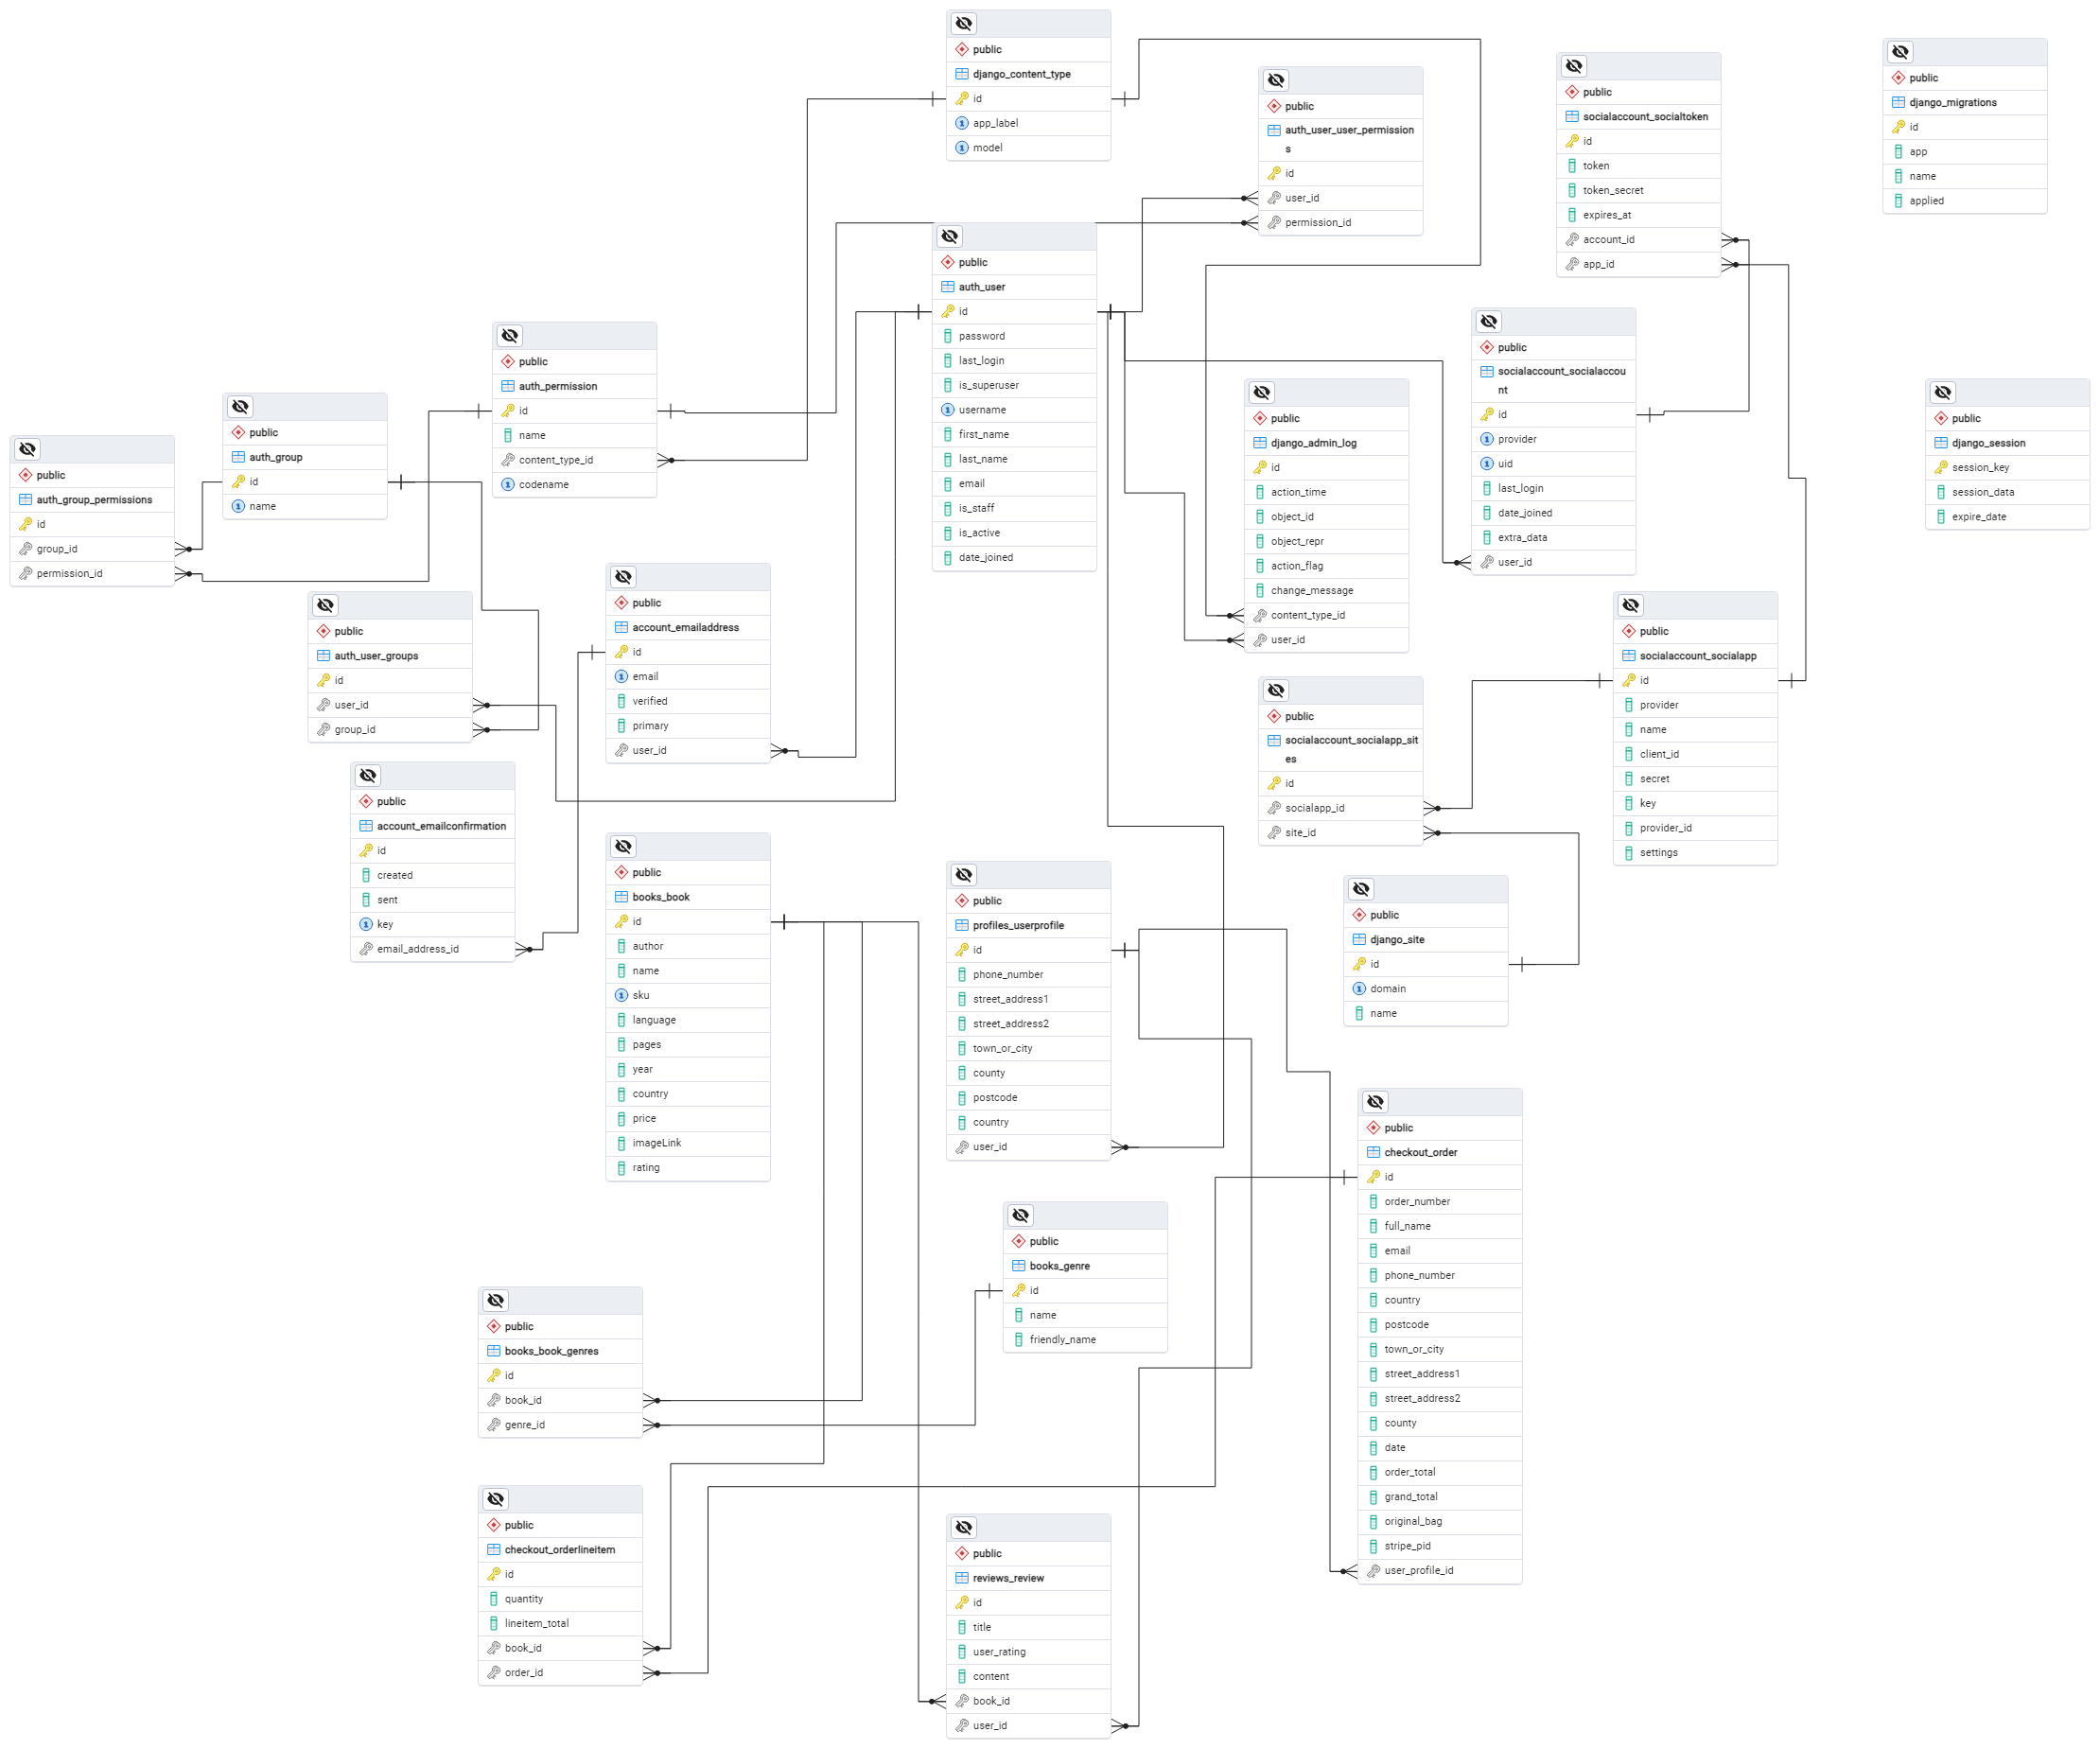 public
django_content_type
id
app_label
model
public
auth_user_user_permission
s
id
user_id
permission_id
public
socialaccount_socialtoken
id
token
token_secret
expires_at
account_id
app_id
public
django_migrations
id
app
name
applied
public
auth_user
id
password
last_login
is_superuser
username
first_name
last_name
email
is_staff
is_active
date_joined
public
auth_permission
id
name
content_type_id
codename
public
auth_group
id
name
public
auth_group_permissions
id
group_id
permission_id
public
django_admin_log
id
action_time
object_id
object_repr
action_flag
change_message
content_type_id
user_id
public
socialaccount_socialaccou
nt
id
provider
uid
last_login
date_joined
extra_data
user_id
public
django_session
session_key
session_data
expire_date
public
auth_user_groups
id
user_id
group_id
public
account_emailaddress
id
email
verified
primary
user_id
public
socialaccount_socialapp
id
provider
name
client_id
secret
key
provider_id
settings
public
socialaccount_socialapp_sit
es
id
socialapp_id
site_id
public
account_emailconfirmation
id
created
sent
key
email_address_id
public
books_book
id
author
name
sku
language
pages
year
country
price
imageLink
rating
public
profiles_userprofile
id
phone_number
street_address1
street_address2
town_or_city
county
postcode
country
user_id
public
django_site
id
domain
name
public
checkout_order
id
order_number
full_name
email
phone_number
country
postcode
town_or_city
street_address1
street_address2
county
date
order_total
grand_total
original_bag
stripe_pid
user_profile_id
public
books_genre
id
name
friendly_name
public
books_book_genres
id
book_id
genre_id
public
checkout_orderlineitem
id
quantity
lineitem_total
book_id
order_id
public
reviews_review
id
title
user_rating
content
book_id
user_id